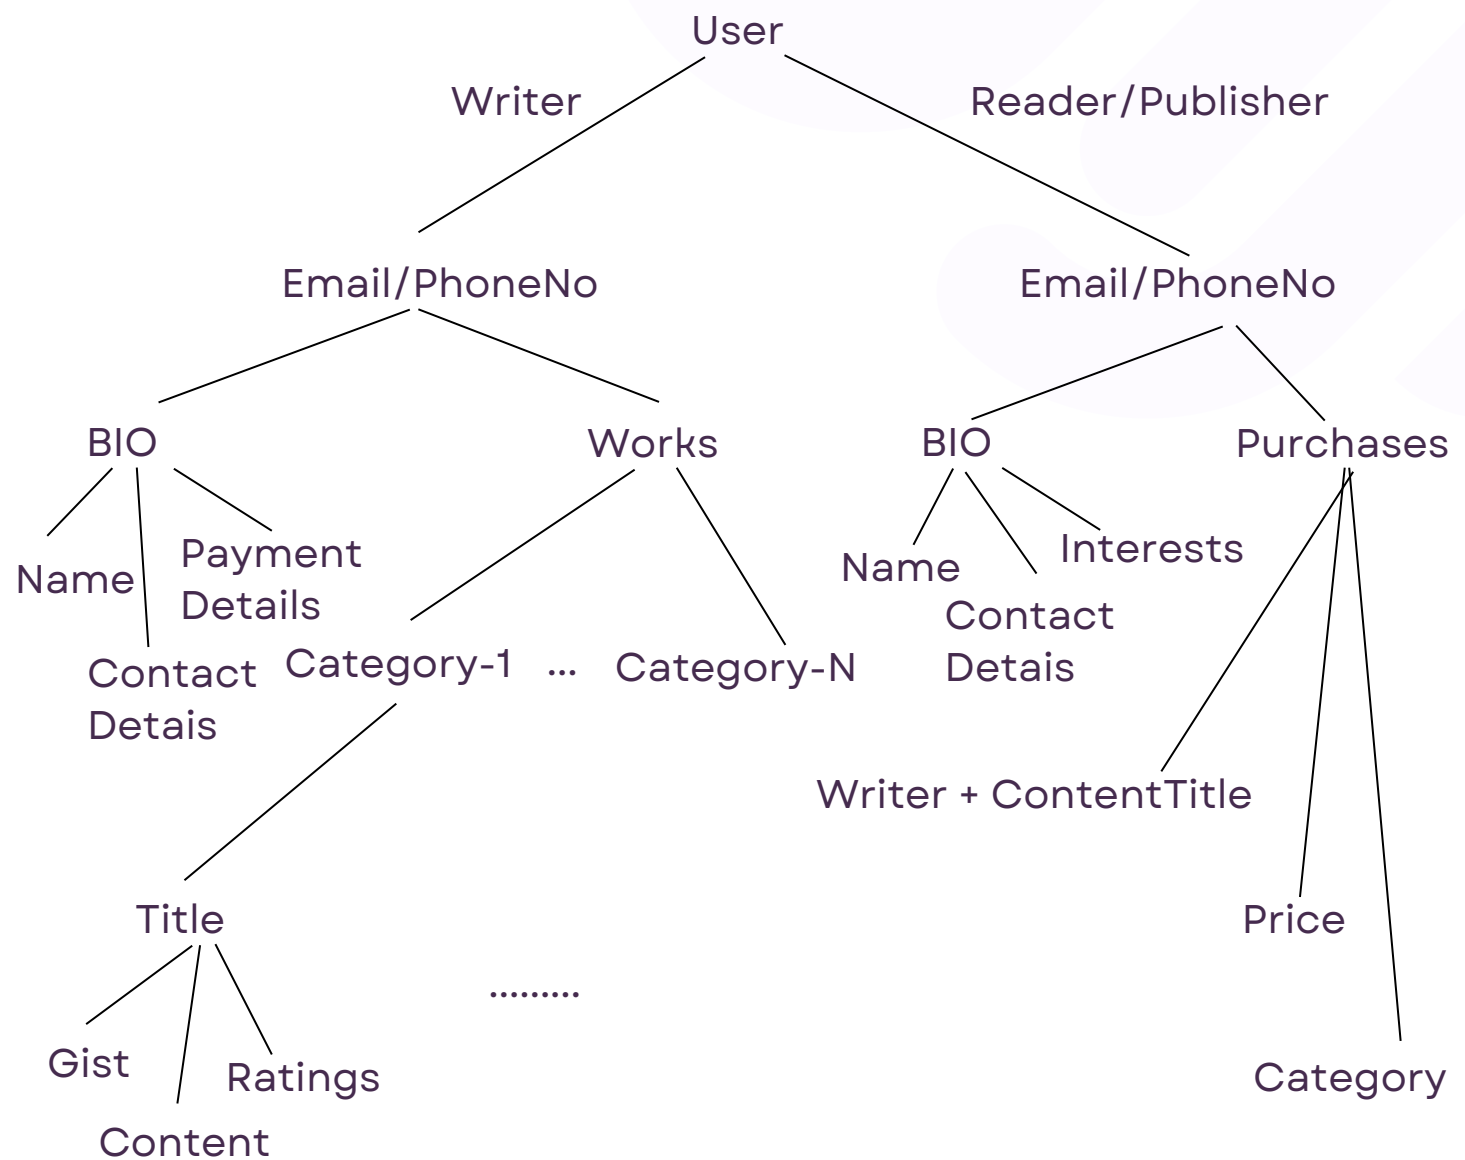 User
Writer
Reader/Publisher
Email/PhoneNo
Email/PhoneNo
BIO
Works
BIO
Purchases
Name
Payment
Details
Contact
Detais
Category-1
...
Category-N
Name
Interests
Contact
Detais
Writer + ContentTitle
Title
Price
.........
Gist
Ratings
Content
Category